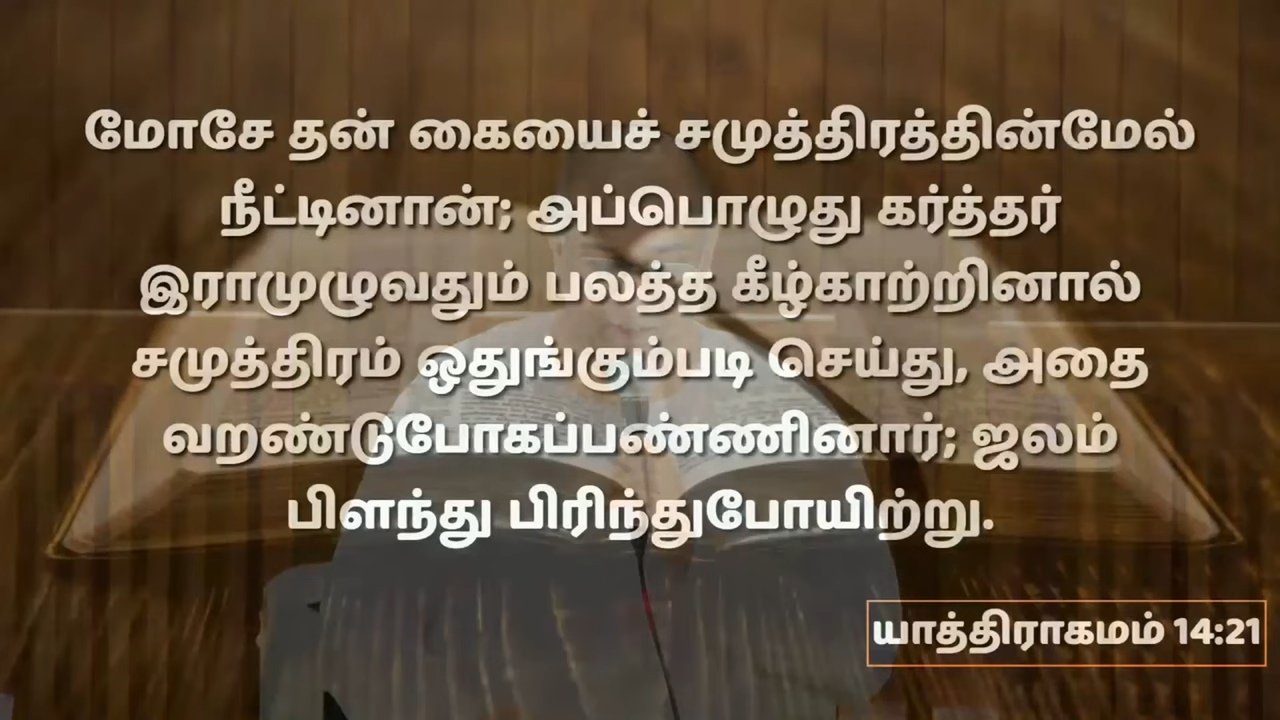 மோசே தன் கையைச் சமுத்திரத்தின்மேல்
நீட்டினான்; அப்பொழுது கர்த்தர்
இராமுழுவதும் பலத்த கீழ்காற்றினால்
சமுத்திரம் ஒதுங்கும்படி செய்து, அதை
வறண்டுபோகப்பண்ணினார்; ஜலம்
பிளந்து பிரிந்துபோயிற்று.
யாத்திராகமம் 14:21